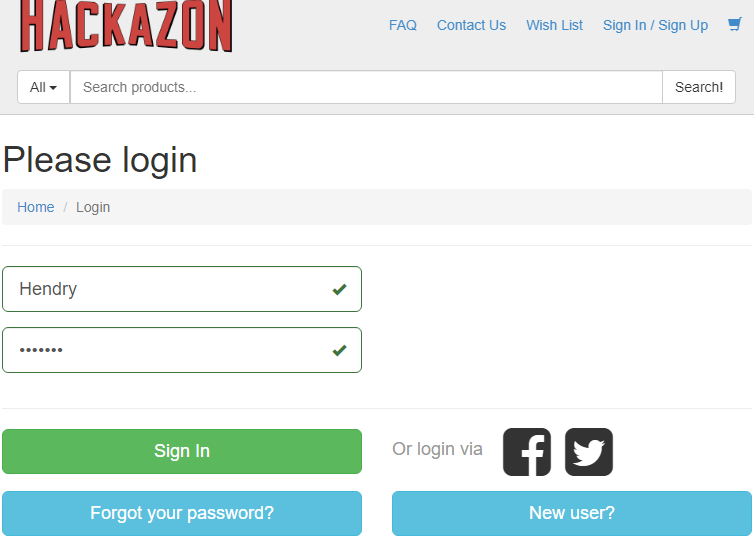 HACKAZON
FAQ Contact Us Wish List Sign In / Sign Up
All Search products... Search!
Please login
Home / Login
Hendry
•••••••
Sign In Or login via
Forgot your password? New user?